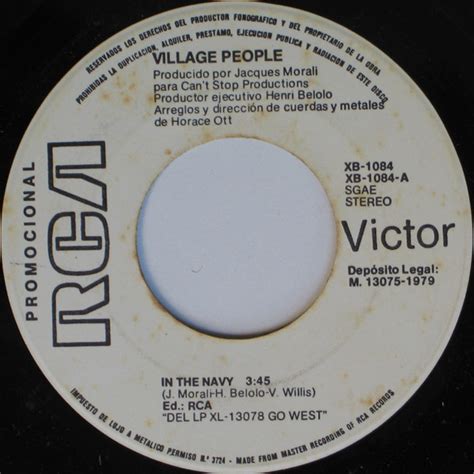 RESERVADOS LOS DERECHOS DEL PRODUCTOR FONOGRAFICO Y DEL PROPIETARIO DE LA OBRA
PROHIBIDAS LA DUPLICACION, ALQUILER, PRESTAMO, EJECUCION PUBLICA Y RADIACION DE ESTE DISCO
VILLAGE PEOPLE
Producido por Jacques Morali
para Can't Stop Productions
Productor ejecutivo Henri Belolo
Arreglos y dirección de cuerdas y metales
de Horace Ott
PROMOCIONAL
RCA
XB-1084
XB-1084-A
SGAE
STEREO
Victor
Depósito Legal:
M. 13075-1979
IN THE NAVY 3:45
(J. Morali-H. Belolo-V. Willis)
Ed.: RCA
"DEL LP XL-13078 GO WEST"
IMPUESTO DE LUJO A METALICO PERMISO N.º 3724 - MADE FROM MASTER RECORDING OF RCA RECORDS